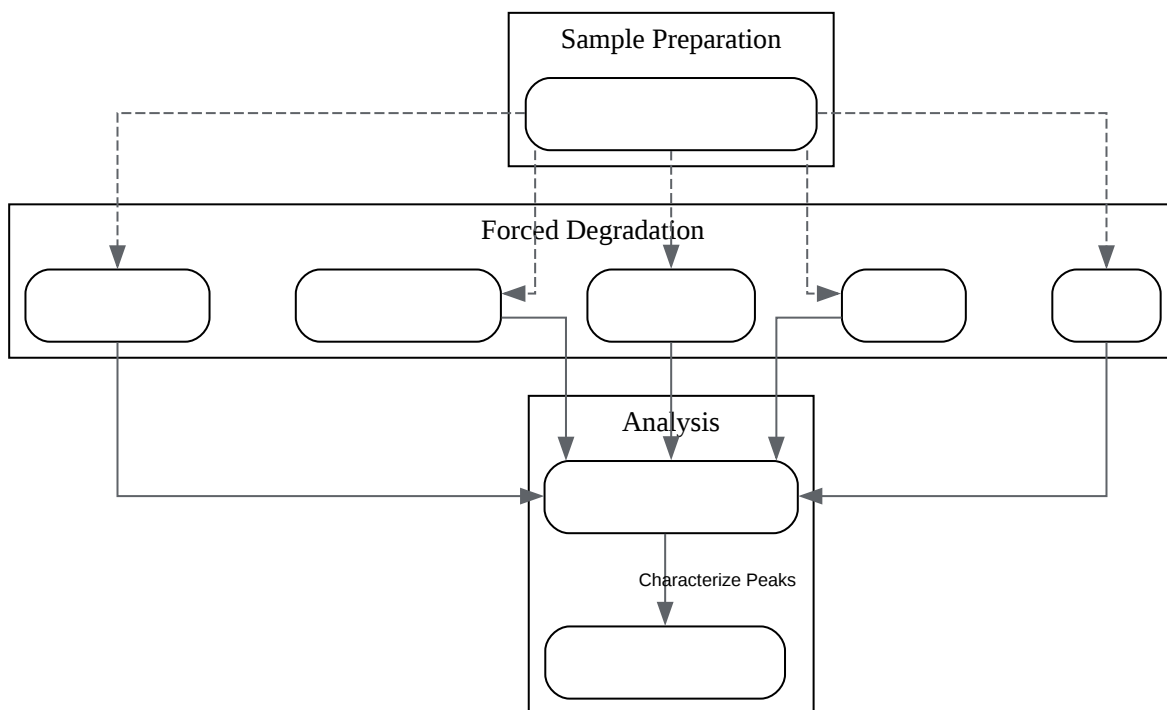 Sample Preparation
Forced Degradation
Analysis
Characterize Peaks